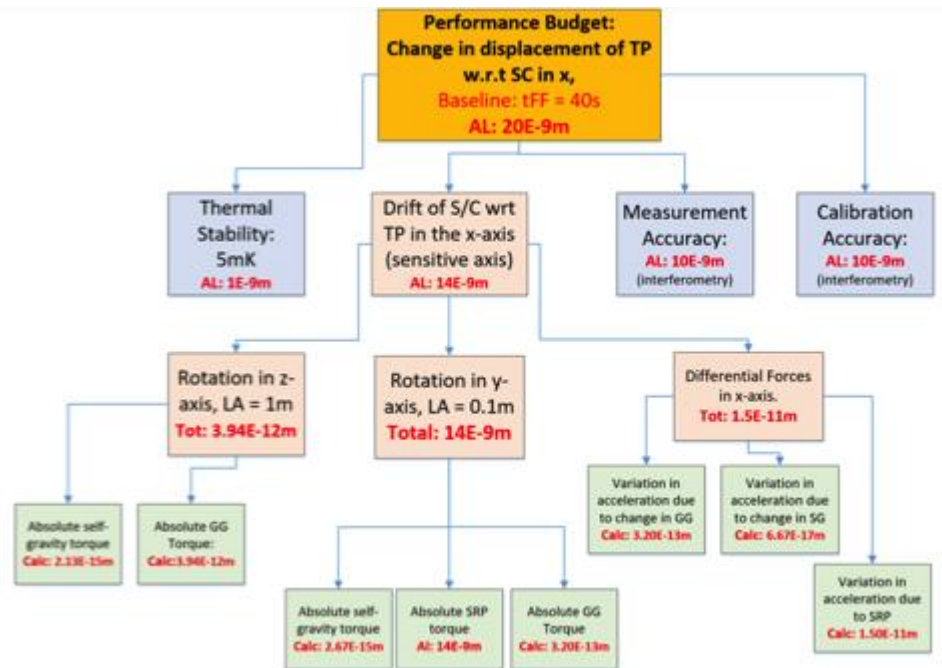 Performance Budget:
Change in displacement of TP
w.r.t SC in x,
Baseline: tFF = 40s
AL: 20E-9m
Thermal
Stability:
5mK
AL: 1E-9m
Drift of S/C wrt
TP in the x-axis
(sensitive axis)
AL: 14E-9m
Measurement
Accuracy:
AL: 10E-9m
(interferometry)
Calibration
Accuracy:
AL: 10E-9m
(interferometry)
Rotation in z-
axis, LA = 1m
Tot: 3.94E-12m
Rotation in y-
axis, LA = 0.1m
Total: 14E-9m
Differential Forces
in x-axis.
Tot: 1.5E-11m
Absolute self-
gravity torque
Calc: 2.13E-15m
Absolute GG
Torque:
Calc:3.94E-12m
Variation in
acceleration due
to change in GG
Calc: 3.20E-13m
Variation in
acceleration due
to change in SG
Calc: 6.67E-17m
Absolute self-
gravity torque
Calc: 2.67E-15m
Absolute SRP
torque
Al: 14E-9m
Absolute GG
Torque
Calc: 3.20E-13m
Variation in
acceleration due
to SRP
Calc: 1.50E-11m